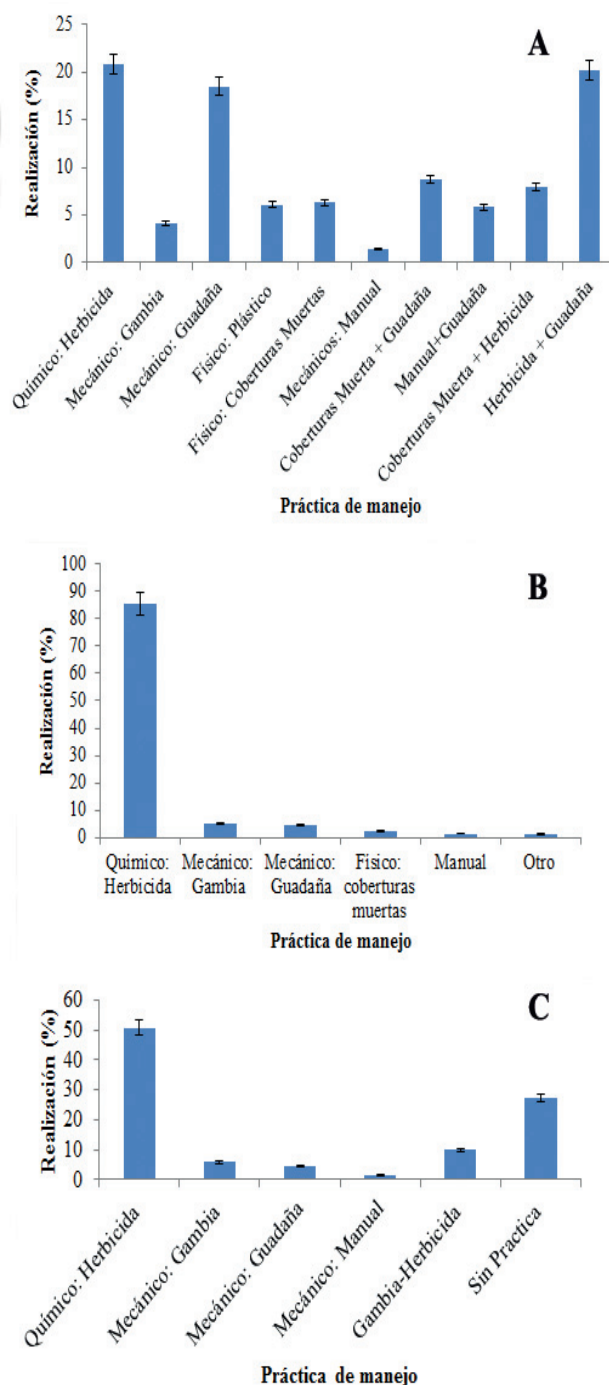 A
Realización (%)
25
20
15
10
5
0
Químico: Herbicida
Mecánico: Gambia
Mecánico: Guadaña
Físico: Plástico
Físico: Coberturas Muertas
Mecánicos: Manual
Coberturas Muerta + Guadaña
Manual+Guadaña
Coberturas Muerta + Herbicida
Herbicida + Guadaña
Práctica de manejo
B
Realización (%)
100
90
80
70
60
50
40
30
20
10
0
Químico: Herbicida
Mecánico: Gambia
Mecánico: Guadaña
Fisico: coberturas muertas
Manual
Otro
Práctica de manejo
C
Realización (%)
60
50
40
30
20
10
0
Químico: Herbicida
Mecánico: Gambia
Mecánico: Guadaña
Mecánico: Manual
Gambia-Herbicida
Sin Practica
Práctica de manejo